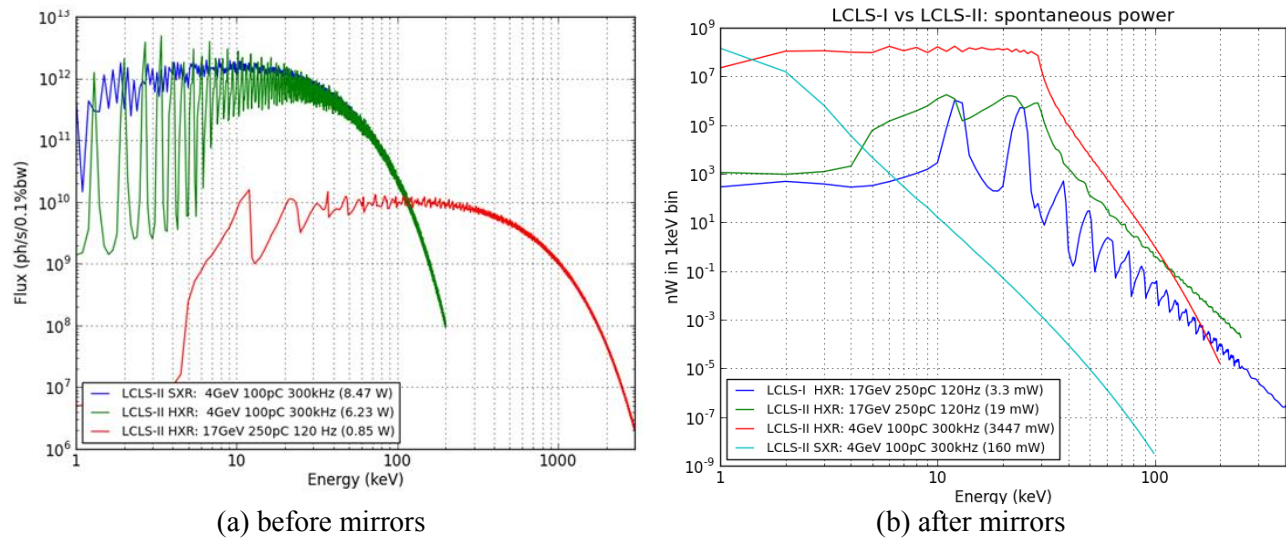 10^13
10^12
10^11
10^10
10^9
10^8
10^7
10^6
Flux (ph/s/0.1%bw)
LCLS-II SXR: 4GeV 100pC 300kHz (8.47 W)
LCLS-II HXR: 4GeV 100pC 300kHz (6.23 W)
LCLS-II HXR: 17GeV 250pC 120 Hz (0.85 W)
1 10 100 1000
Energy (keV)
(a) before mirrors
LCLS-I vs LCLS-II: spontaneous power
10^9
10^7
10^5
10^3
10^1
10^-1
10^-3
10^-5
10^-7
10^-9
nW in 1keV bin
LCLS-I HXR: 17GeV 250pC 120Hz (3.3 mW)
LCLS-II HXR: 17GeV 250pC 120Hz (19 mW)
LCLS-II HXR: 4GeV 100pC 300kHz (3447 mW)
LCLS-II SXR: 4GeV 100pC 300kHz (160 mW)
1 10 100
Energy (keV)
(b) after mirrors